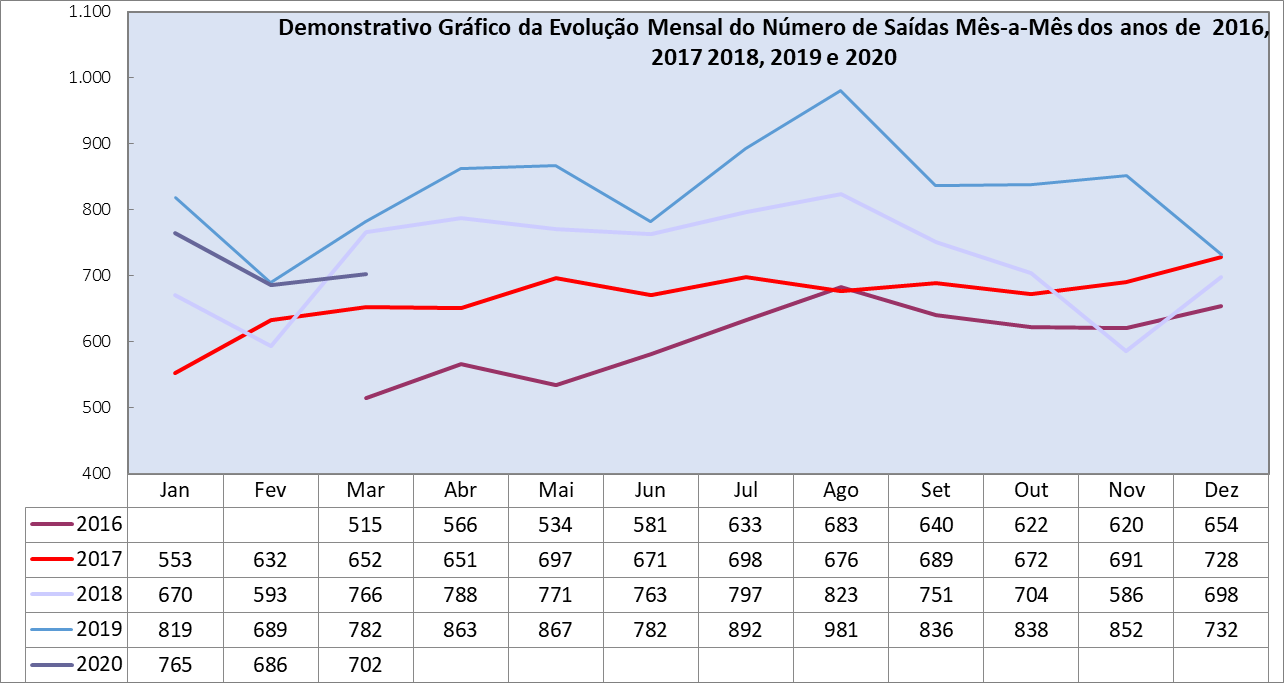 Demonstrativo Gráfico da Evolução Mensal do Número de Saídas Mês-a-Mês dos anos de 2016,
2017 2018, 2019 e 2020
1.100
1.000
900
800
700
600
500
400
Jan Fev Mar Abr Mai Jun Jul Ago Set Out Nov Dez
2016 515 566 534 581 633 683 640 622 620 654
2017 553 632 652 651 697 671 698 676 689 672 691 728
2018 670 593 766 788 771 763 797 823 751 704 586 698
2019 819 689 782 863 867 782 892 981 836 838 852 732
2020 765 686 702